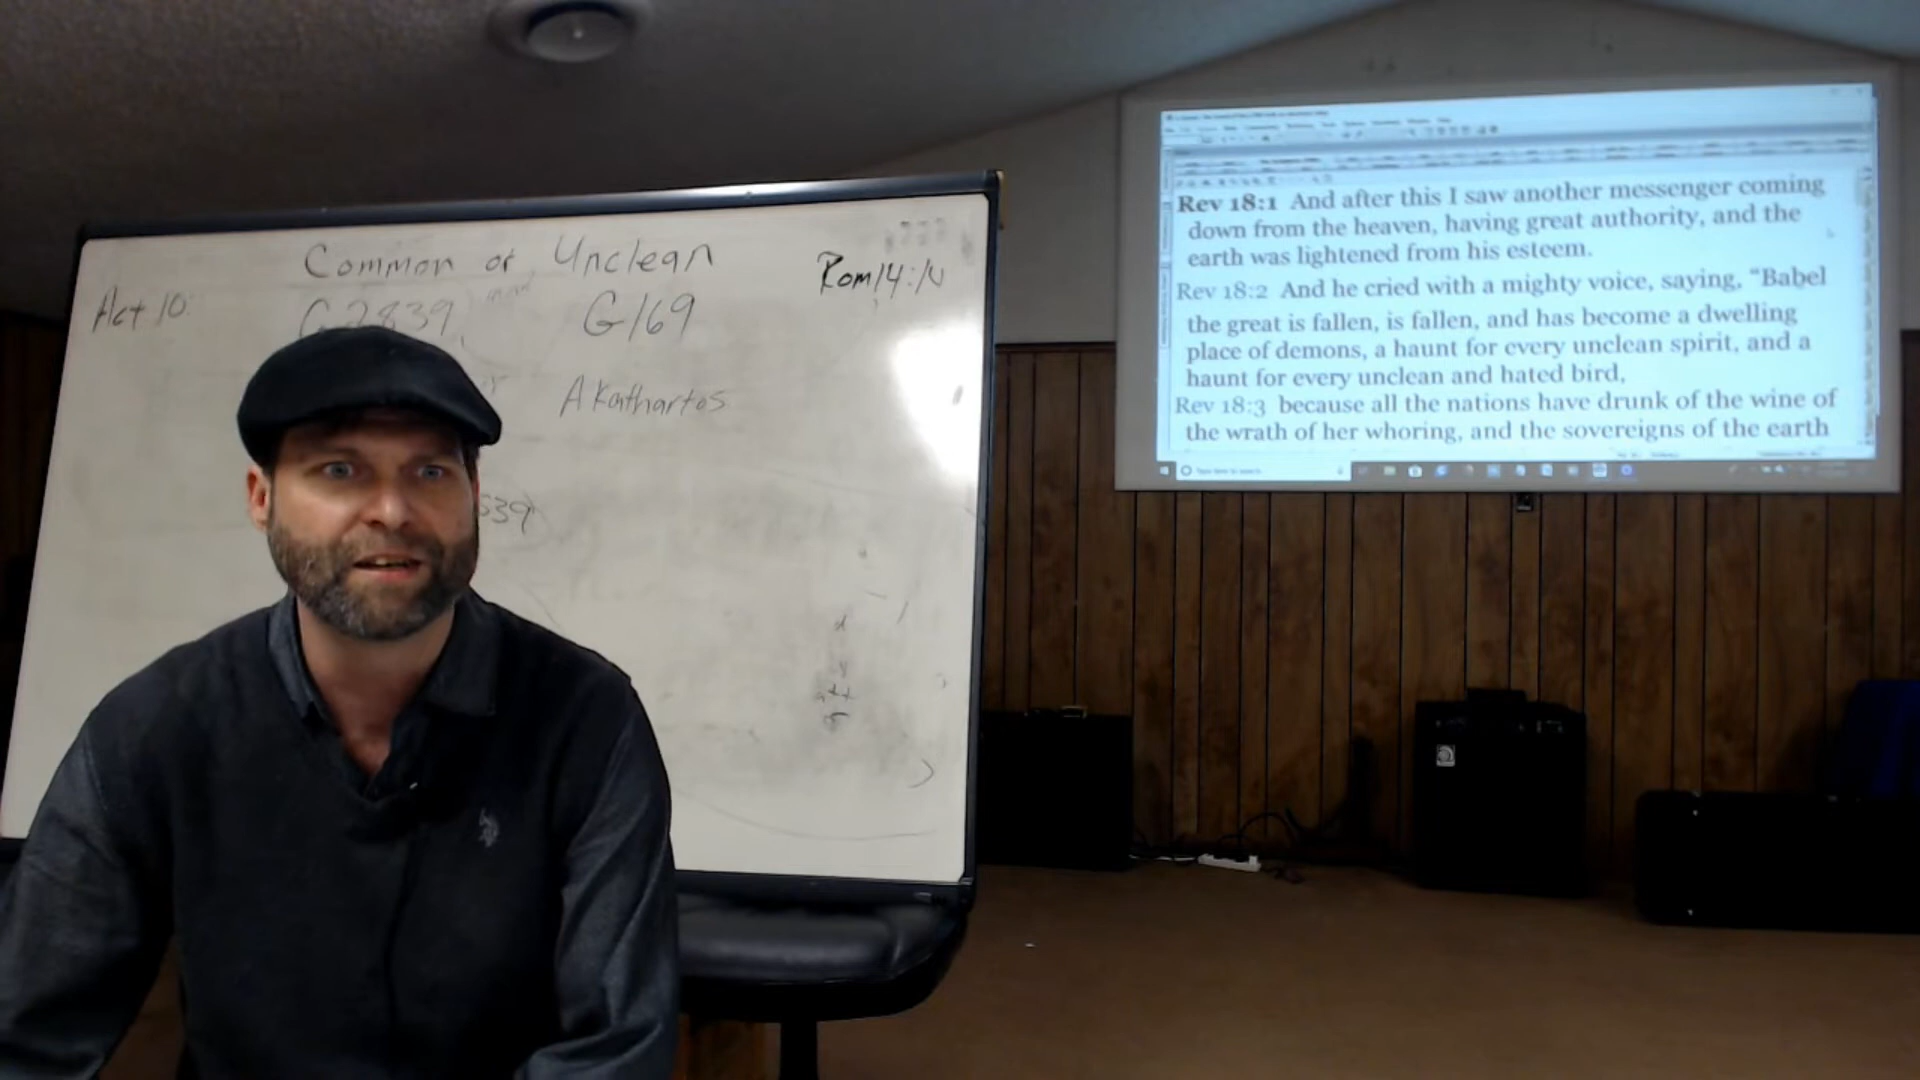 Common or Unclean
Act 10:
Rom 14:14
G2839
G169
Akathartos
639
Rev 18:1 And after this I saw another messenger coming
down from the heaven, having great authority, and the
earth was lightened from his esteem.
Rev 18:2 And he cried with a mighty voice, saying, “Babel
the great is fallen, is fallen, and has become a dwelling
place of demons, a haunt for every unclean spirit, and a
haunt for every unclean and hated bird,
Rev 18:3 because all the nations have drunk of the wine of
the wrath of her whoring, and the sovereigns of the earth